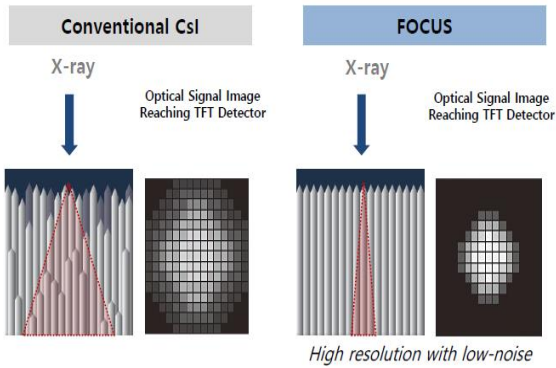 Conventional CsI
X-ray
Optical Signal Image
Reaching TFT Detector
FOCUS
X-ray
Optical Signal Image
Reaching TFT Detector
High resolution with low-noise